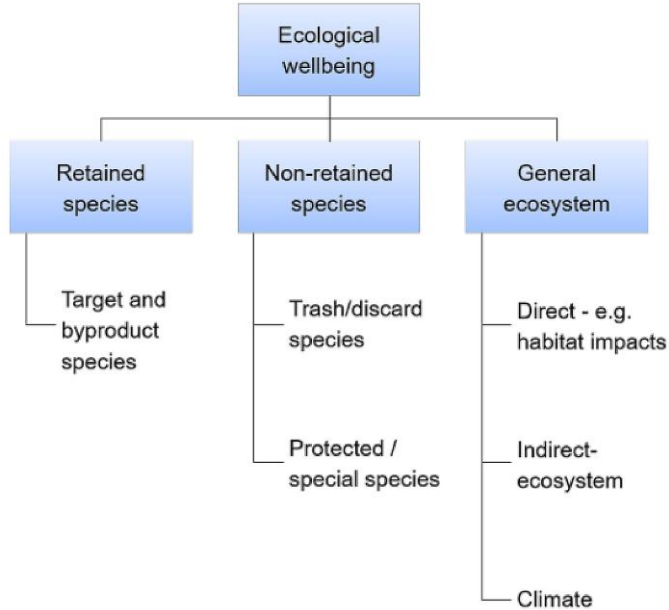 Ecological
wellbeing
Retained
species
Non-retained
species
General
ecosystem
Target and
byproduct
species
Trash/discard
species
Protected /
special species
Direct - e.g.
habitat impacts
Indirect-
ecosystem
Climate